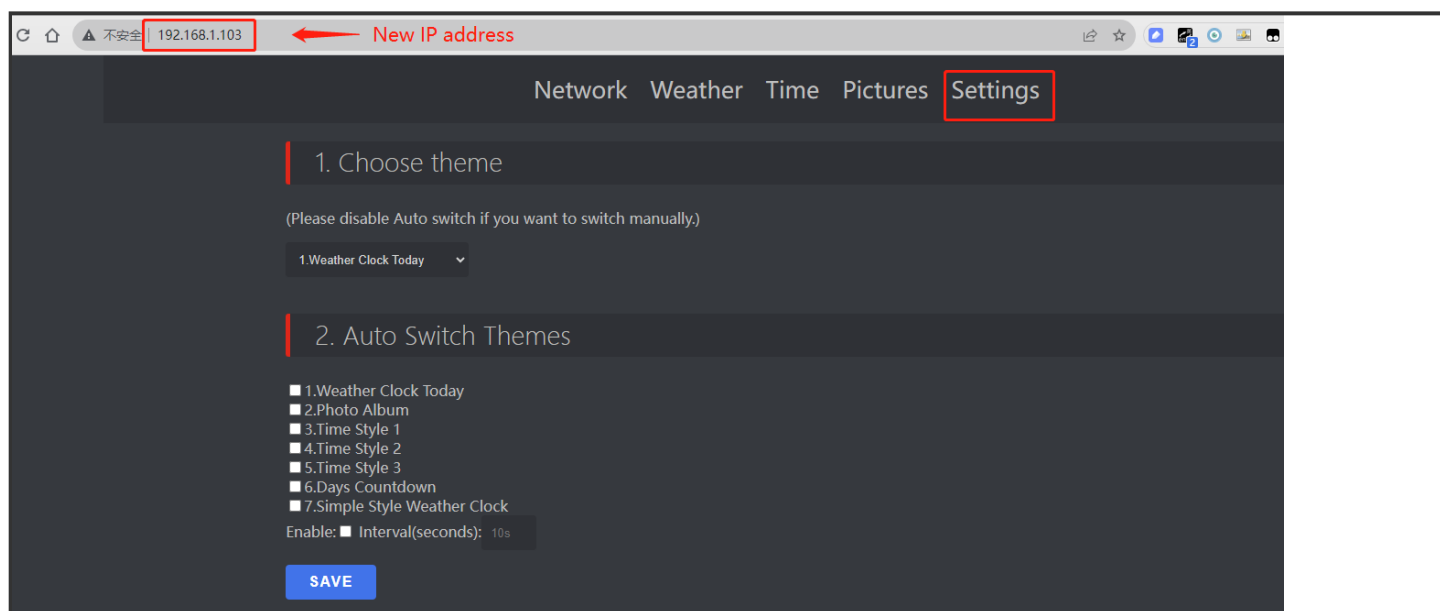 不安全 192.168.1.103 New IP address 2
Network Weather Time Pictures Settings
1. Choose theme
(Please disable Auto switch if you want to switch manually.)
1.Weather Clock Today
2. Auto Switch Themes
1.Weather Clock Today
2.Photo Album
3.Time Style 1
4.Time Style 2
5.Time Style 3
6.Days Countdown
7.Simple Style Weather Clock
Enable: Interval(seconds): 10s
SAVE